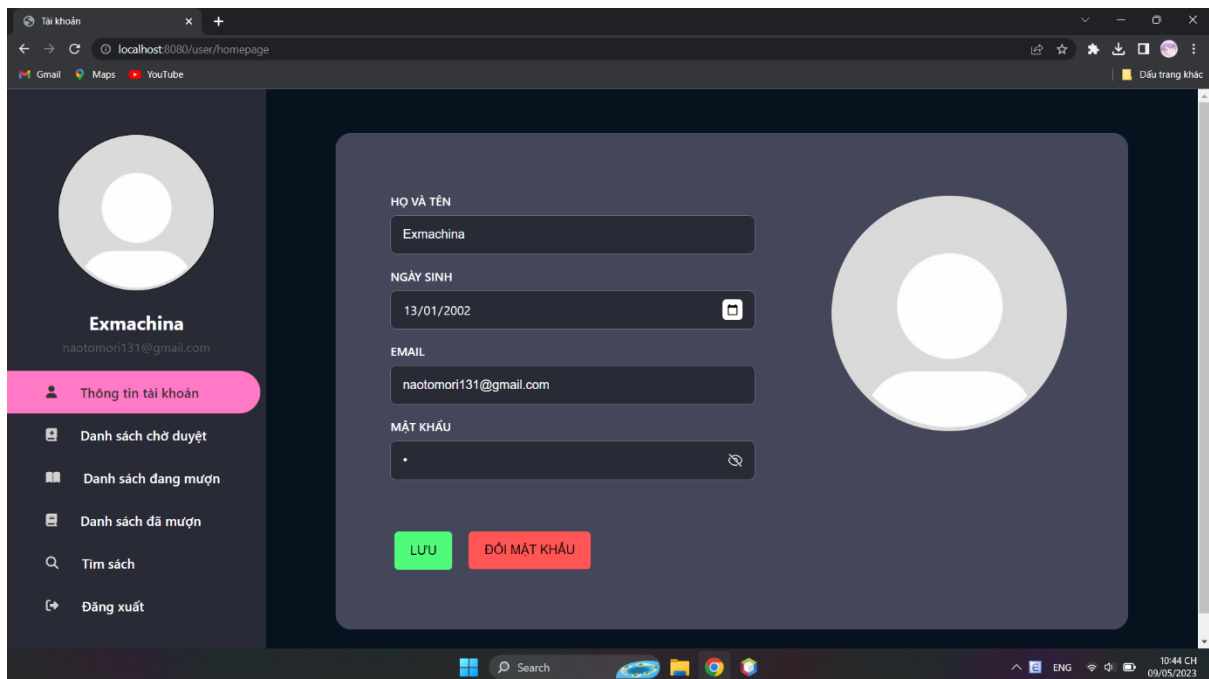 Tài khoản
localhost:8080/user/homepage
Gmail Maps YouTube Dấu trang khác
Exmachina
naotomori131@gmail.com
Thông tin tài khoản
Danh sách chờ duyệt
Danh sách đang mượn
Danh sách đã mượn
Tìm sách
Đăng xuất
HỌ VÀ TÊN
Exmachina
NGÀY SINH
13/01/2002
EMAIL
naotomori131@gmail.com
MẬT KHẨU
LƯU ĐỔI MẬT KHẨU
Search
ENG
10:44 CH
09/05/2023